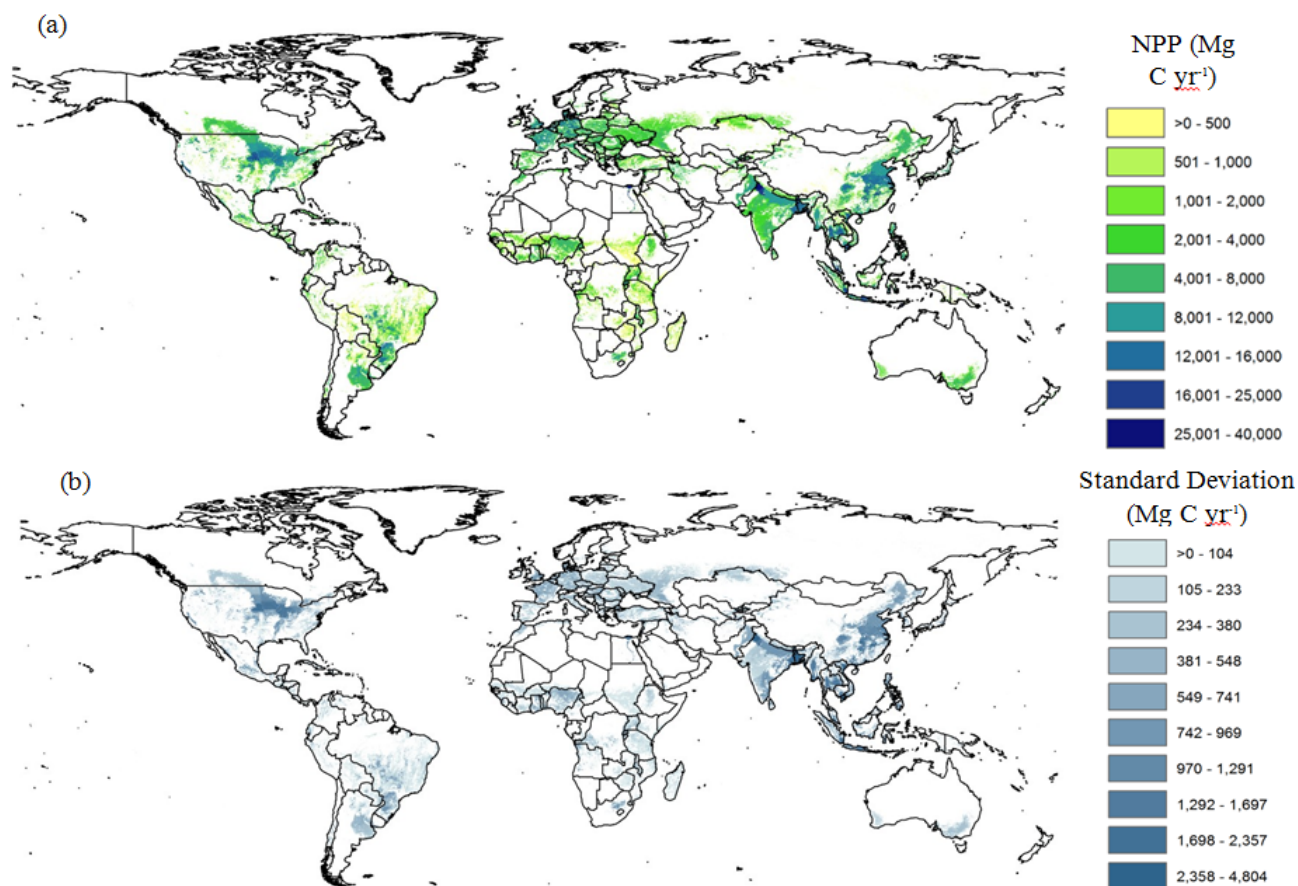 (a)
NPP (Mg
C yr⁻¹)
>0 - 500
501 - 1,000
1,001 - 2,000
2,001 - 4,000
4,001 - 8,000
8,001 - 12,000
12,001 - 16,000
16,001 - 25,000
25,001 - 40,000
(b)
Standard Deviation
(Mg C yr⁻¹)
>0 - 104
105 - 233
234 - 380
381 - 548
549 - 741
742 - 969
970 - 1,291
1,292 - 1,697
1,698 - 2,357
2,358 - 4,804